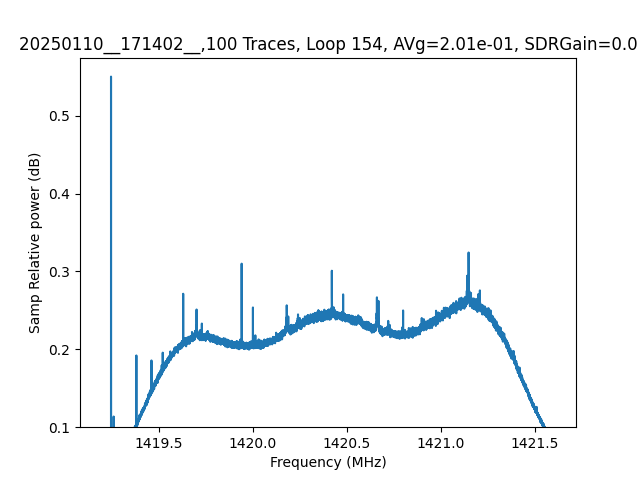 20250110__171402__,100 Traces, Loop 154, AVg=2.01e-01, SDRGain=0.0
Samp Relative power (dB)
0.5
0.4
0.3
0.2
0.1
1419.5 1420.0 1420.5 1421.0 1421.5
Frequency (MHz)